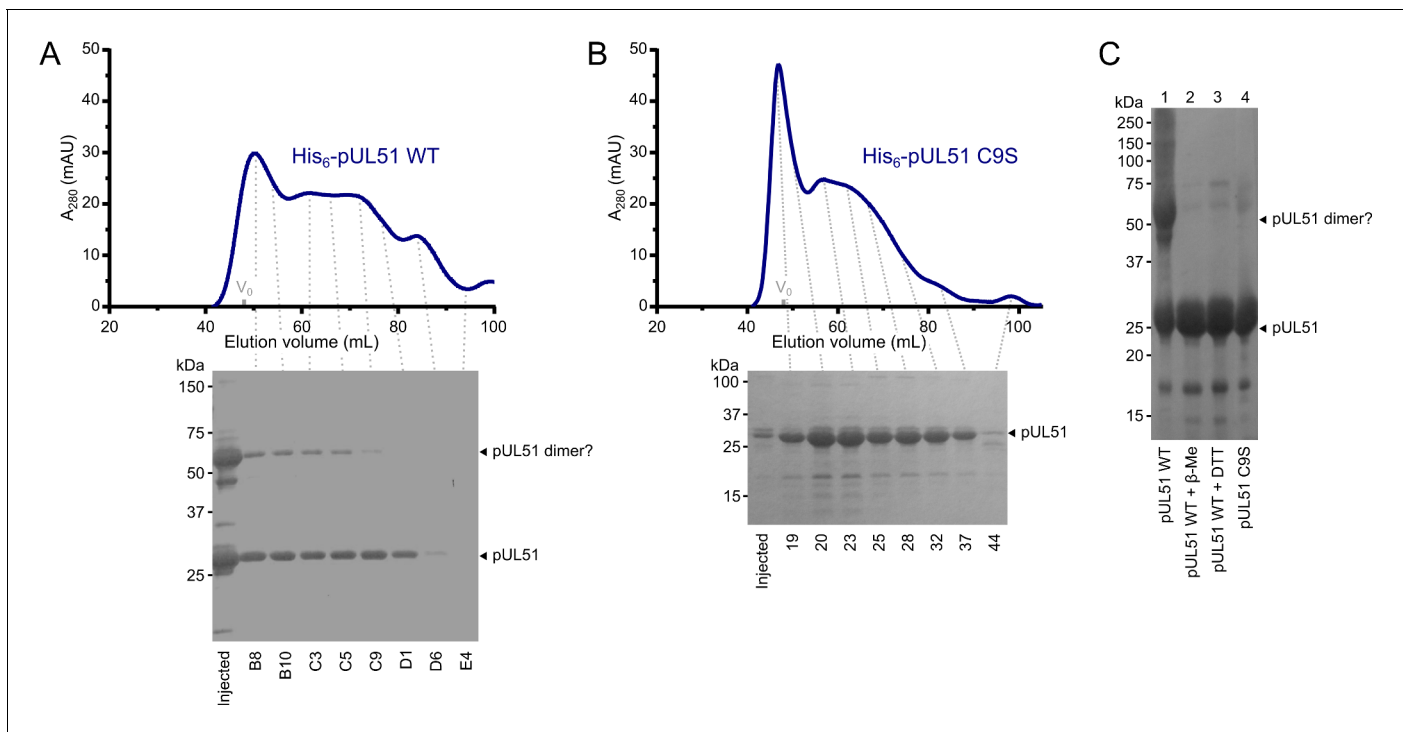 A
50
40
30
20
10
0
A280 (mAU)
His6-pUL51 WT
V0
20
40
60
80
100
Elution volume (mL)
kDa
150
75
50
37
25
pUL51 dimer?
pUL51
Injected
B8
B10
C3
C5
C9
D1
D6
E4
B
50
40
30
20
10
0
A280 (mAU)
His6-pUL51 C9S
V0
20
40
60
80
100
Elution volume (mL)
kDa
100
37
25
15
pUL51
Injected
19
20
23
25
28
32
37
44
C
kDa
1 2 3 4
250
150
100
75
50
37
25
20
15
pUL51 dimer?
pUL51
pUL51 WT
pUL51 WT + β-Me
pUL51 WT + DTT
pUL51 C9S